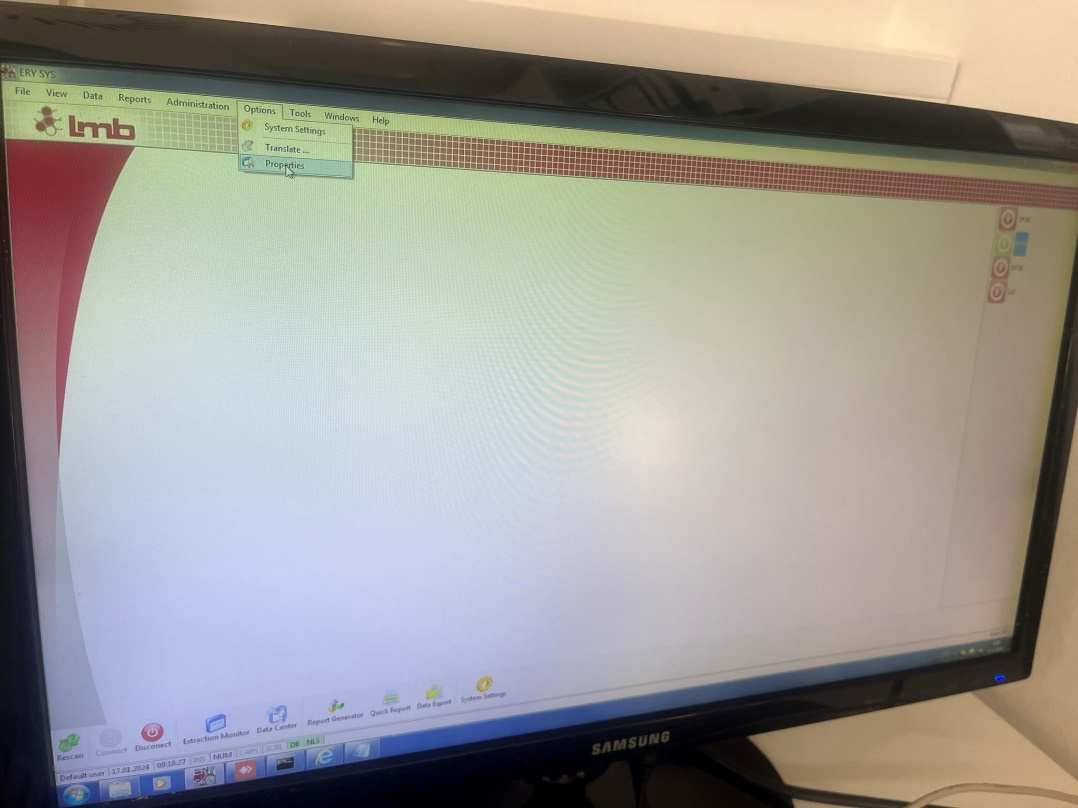 ERY SYS
File View Data Reports Administration Options Tools Windows Help
lmb
System Settings
Translate ...
Properties
Rescan Connect Disconnect Extraction Monitor Data Center Report Generator Quick Report Data Export System Settings
Default user 17.01.2024 09:18:27 INS NUM CAPS SCRL DB NLS
SAMSUNG